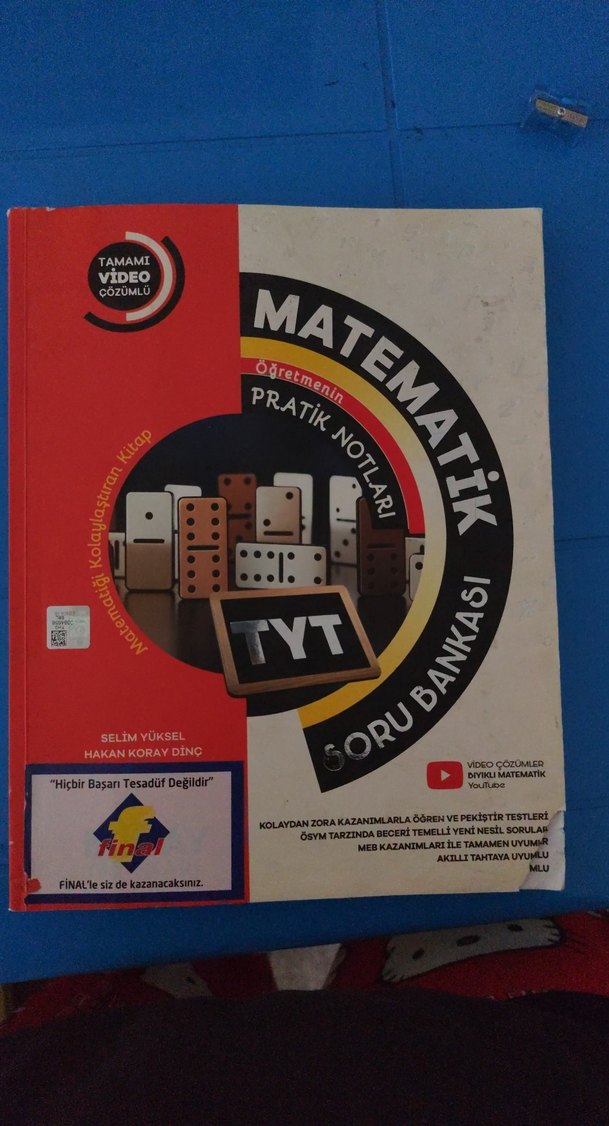 TAMAMI
VİDEO
ÇÖZÜMLÜ
MATEMATİK
SORU BANKASI
Öğretmenin
PRATİK NOTLARI
Matematiği Kolaylaştıran Kitap
TYT
SELİM YÜKSEL
HAKAN KORAY DİNÇ
"Hiçbir Başarı Tesadüf Değildir"
f
final
FİNAL'le siz de kazanacaksınız.
VİDEO ÇÖZÜMLER
BIYIKLI MATEMATİK
YouTube
KOLAYDAN ZORA KAZANIMLARLA ÖĞREN VE PEKİŞTİR TESTLERİ
ÖSYM TARZINDA BECERİ TEMELLİ YENİ NESİL SORULAR
MEB KAZANIMLARI İLE TAMAMEN UYUMLU
AKILLI TAHTAYA UYUMLU
MLU